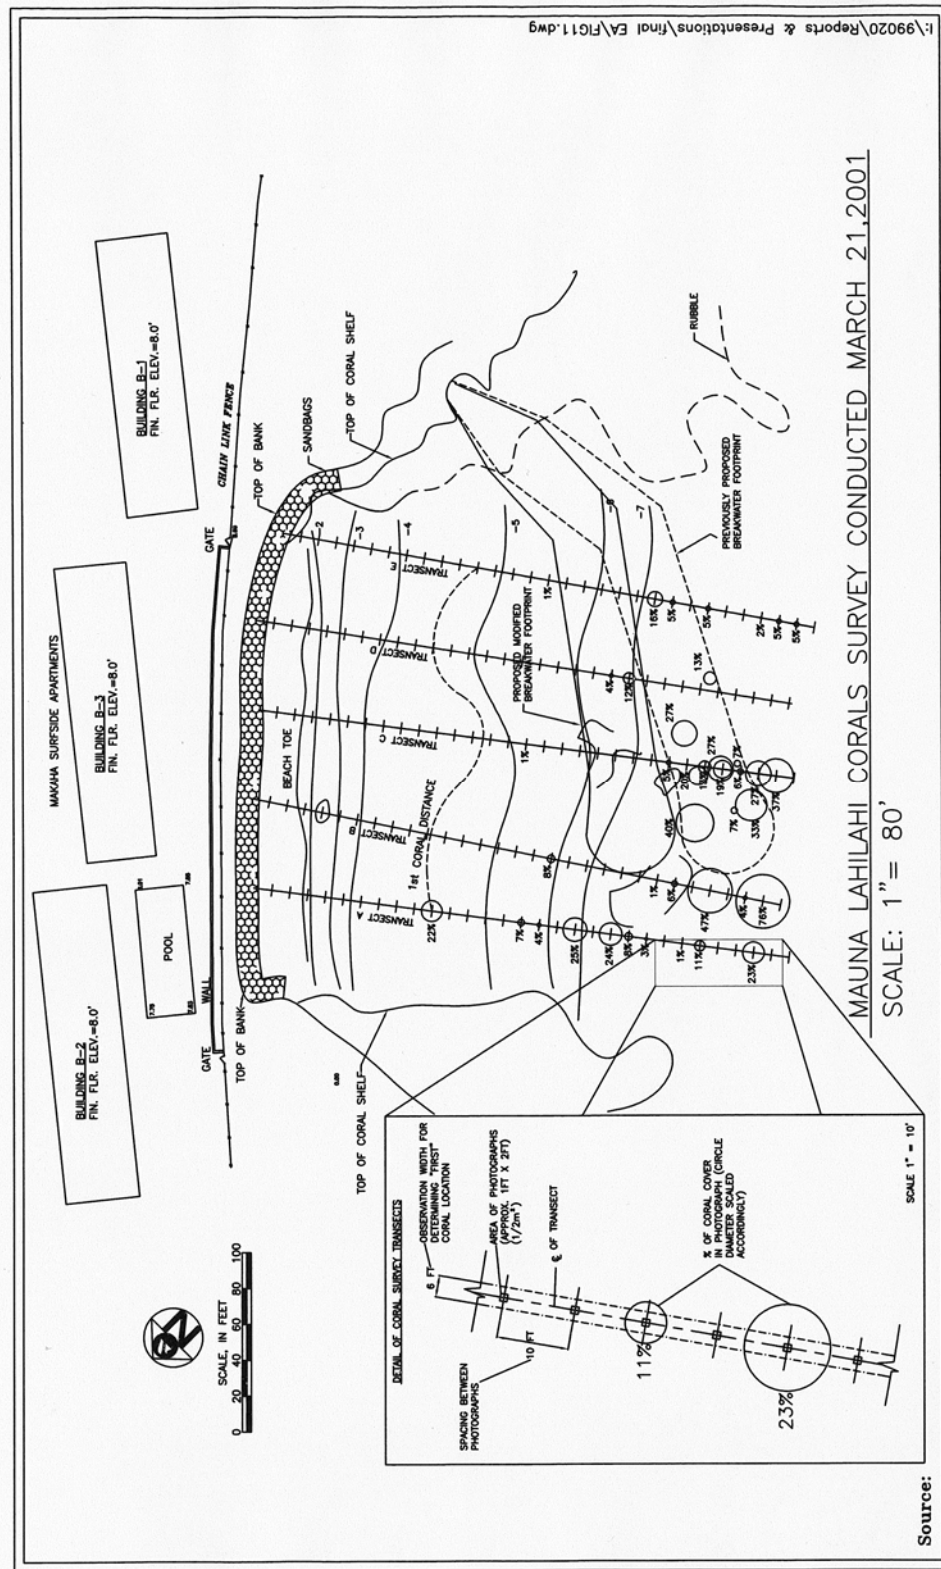 I:\99020\Reports & Presentations\final EA\FIG11.dwg
MAKAHA SURFSIDE APARTMENTS
BUILDING B-2
FIN. FLR. ELEV.=8.0'
BUILDING B-3
FIN. FLR. ELEV.=8.0'
BUILDING B-1
FIN. FLR. ELEV.=8.0'
POOL
7.76
7.63
GATE
WALL
GATE
CHAIN LINK FENCE
TOP OF BANK
TOP OF BANK
SANDBAGS
TOP OF CORAL SHELF
TOP OF CORAL SHELF
BEACH TOE
-2
-3
-4
-5
-6
-7
TRANSECT A
TRANSECT B
TRANSECT C
TRANSECT D
TRANSECT E
1st CORAL DISTANCE
PROPOSED MODIFIED
BREAKWATER FOOTPRINT
PREVIOUSLY PROPOSED
BREAKWATER FOOTPRINT
RUBBLE
22%
7%
4%
25%
24%
8%
3%
1%
11%
23%
8%
1%
6%
47%
4%
76%
1%
5%
20%
19%
6%
27%
37%
40%
7%
33%
27%
27%
7%
4%
12%
13%
1%
16%
5%
5%
2%
5%
5%
SCALE, IN FEET
0 20 40 60 80 100
DETAIL OF CORAL SURVEY TRANSECTS
6 FT
OBSERVATION WIDTH FOR
DETERMINING "FIRST"
CORAL LOCATION
AREA OF PHOTOGRAPHS
(APPROX. 1FT X 2FT)
(1/2m²)
℄ OF TRANSECT
SPACING BETWEEN
PHOTOGRAPHS
10 FT
11%
23%
% OF CORAL COVER
IN PHOTOGRAPH (CIRCLE
DIAMETER SCALED
ACCORDINGLY)
SCALE 1" = 10'
MAUNA LAHILAHI CORALS SURVEY CONDUCTED MARCH 21,2001
SCALE: 1"= 80'
Source: